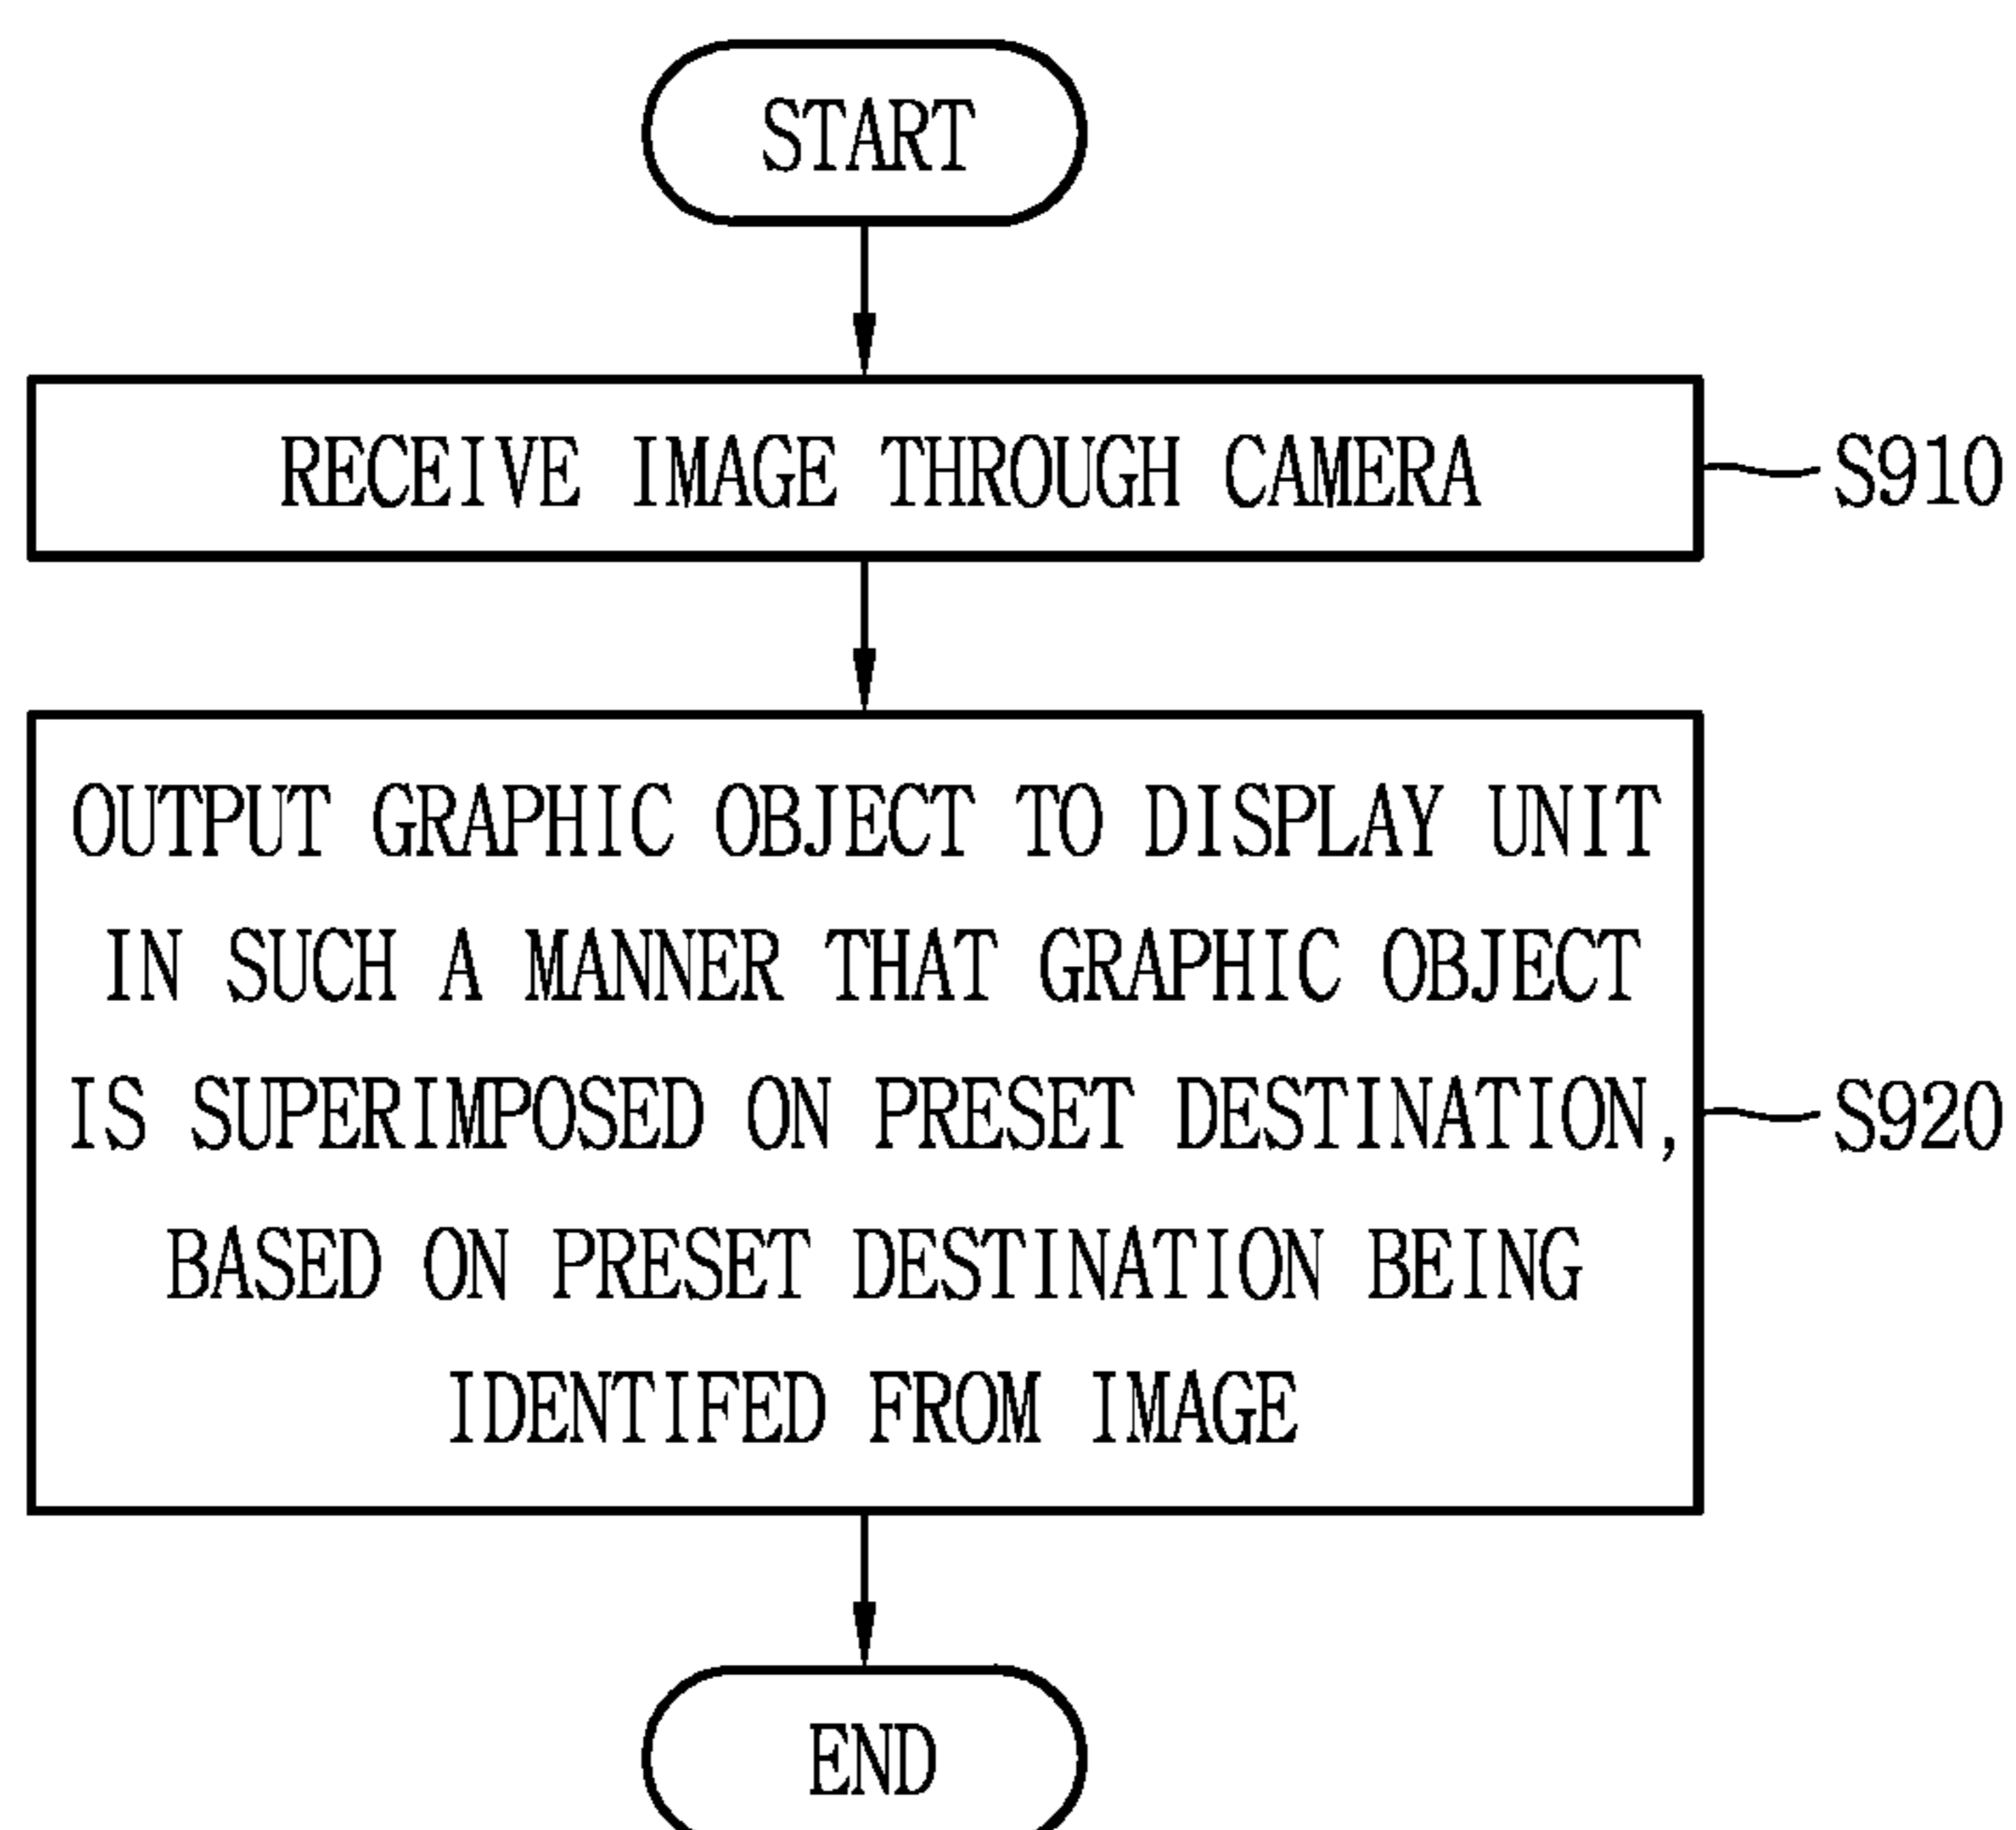 START
RECEIVE IMAGE THROUGH CAMERA
S910
OUTPUT GRAPHIC OBJECT TO DISPLAY UNIT
IN SUCH A MANNER THAT GRAPHIC OBJECT
IS SUPERIMPOSED ON PRESET DESTINATION,
BASED ON PRESET DESTINATION BEING
IDENTIFED FROM IMAGE
S920
END